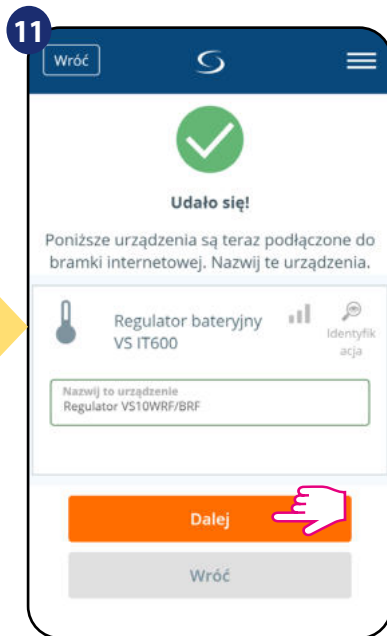 11
Wróć
Udało się!
Poniższe urządzenia są teraz podłączone do
bramki internetowej. Nazwij te urządzenia.
Regulator bateryjny
VS IT600
Identyfik
acja
Nazwij to urządzenie
Regulator VS10WRF/BRF
Dalej
Wróć